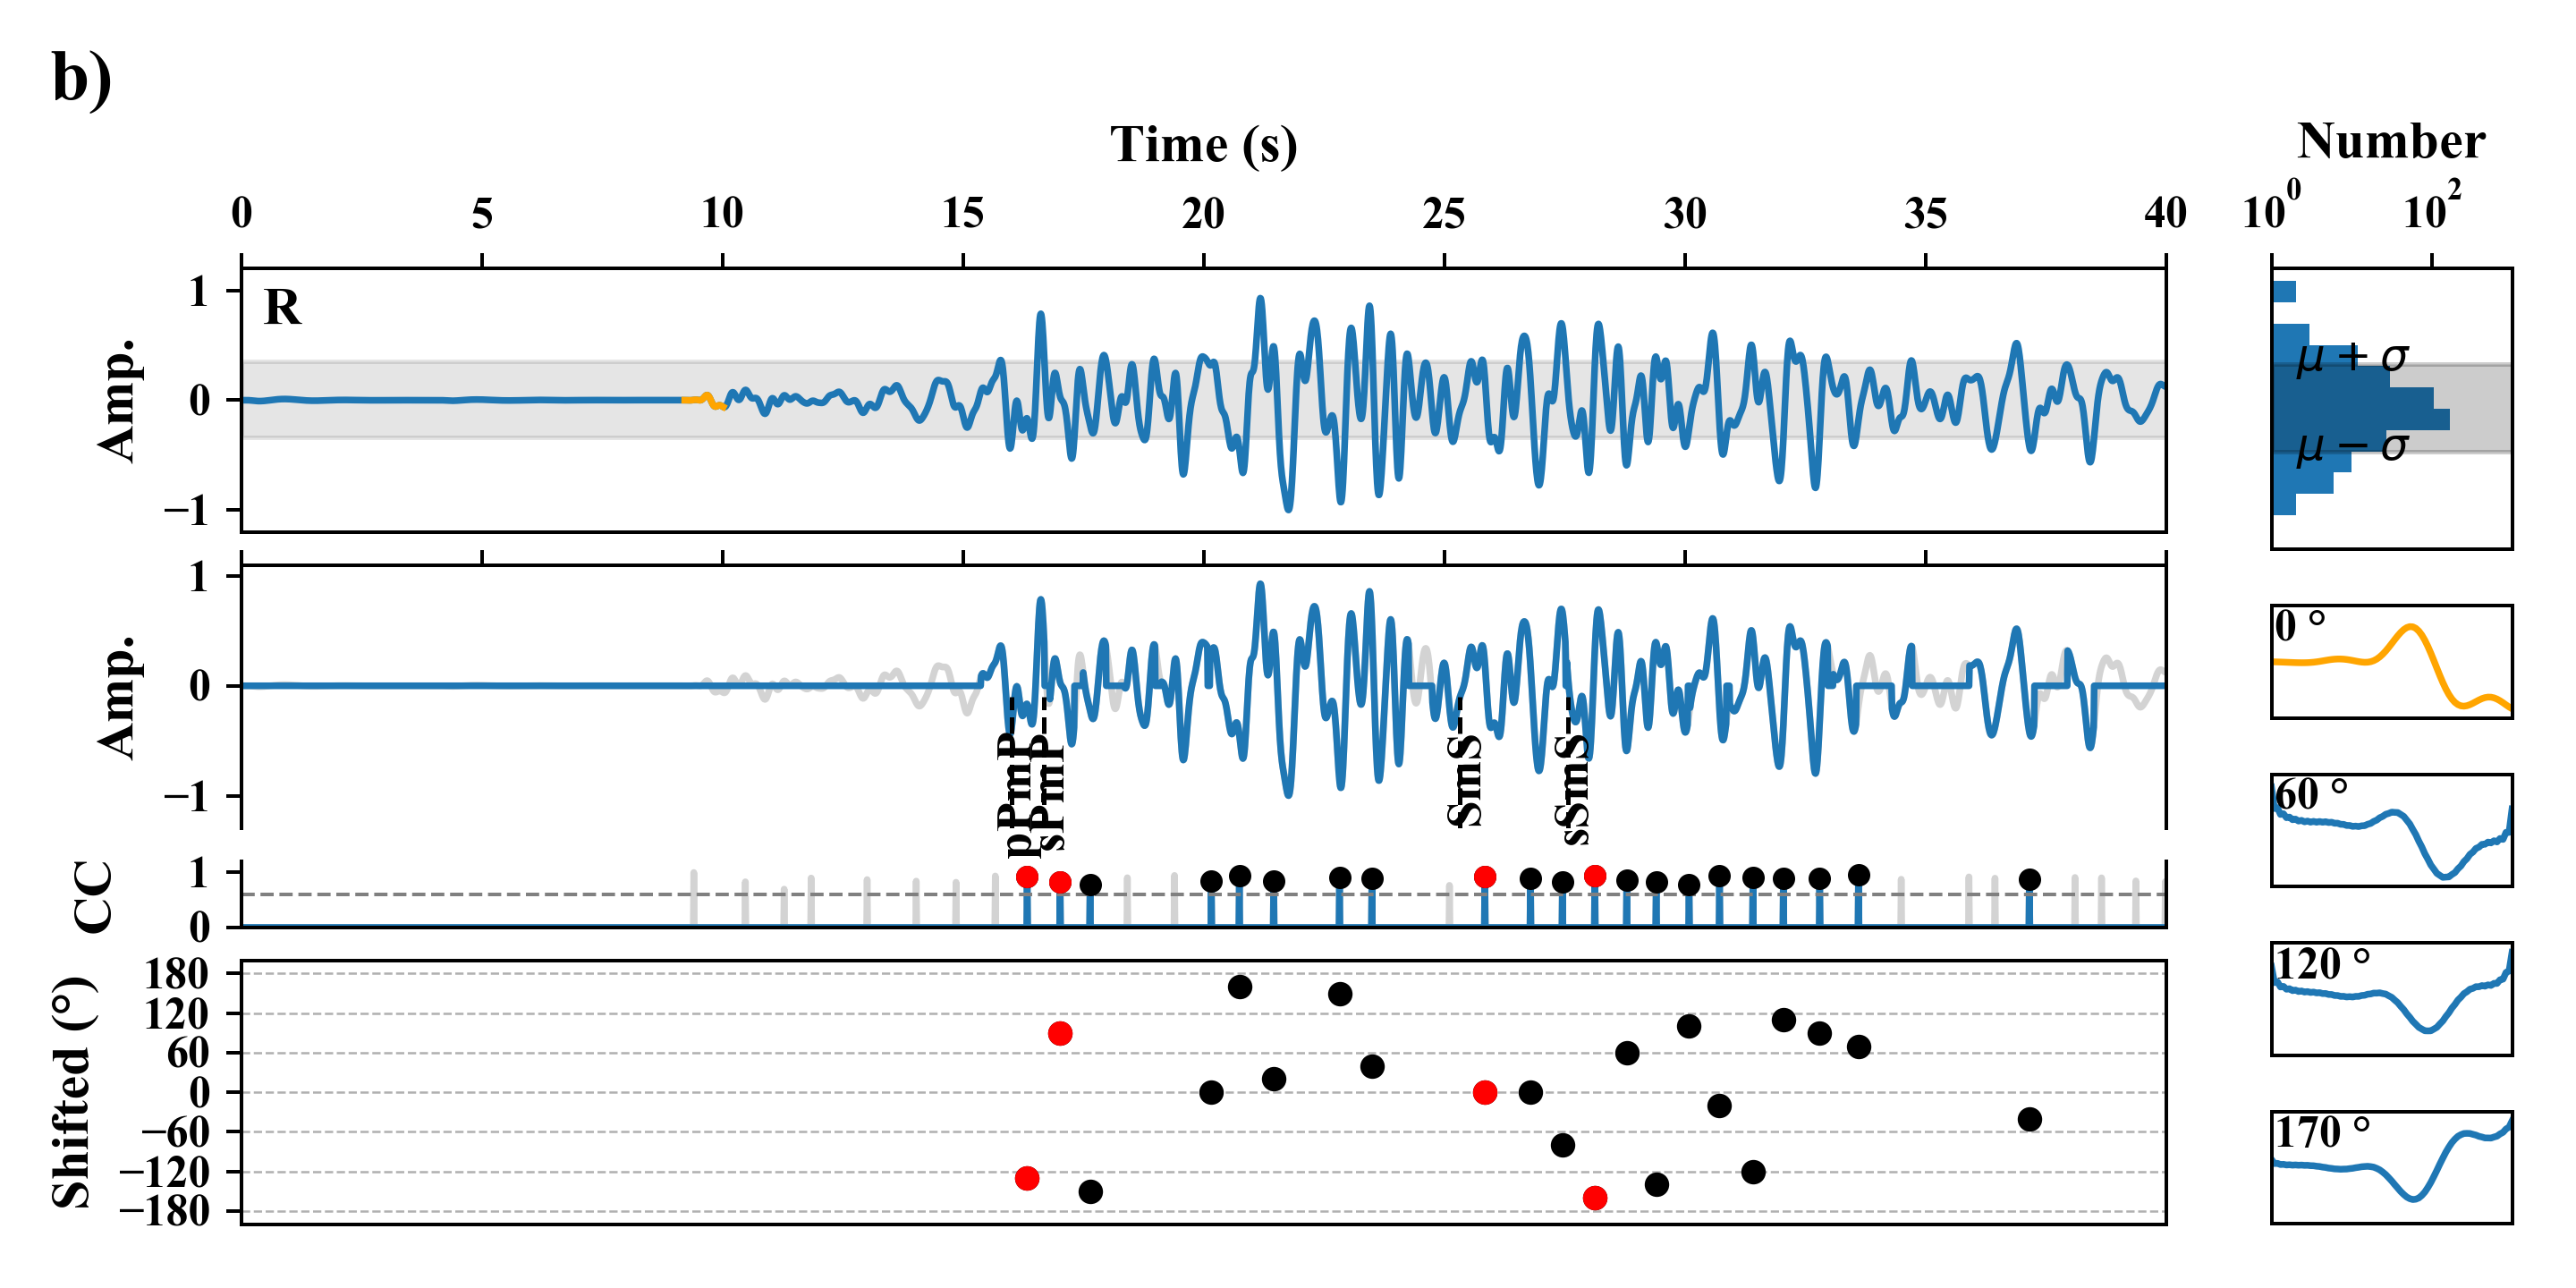 b)
Time (s)
Number
0 5 10 15 20 25 30 35 40
10^0 10^2
R
Amp.
1
0
−1
μ + σ
μ − σ
Amp.
1
0
−1
pPmP
sPmP
SmS
sSmS
0 °
60 °
120 °
170 °
CC
1
0
Shifted (°)
180
120
60
0
−60
−120
−180